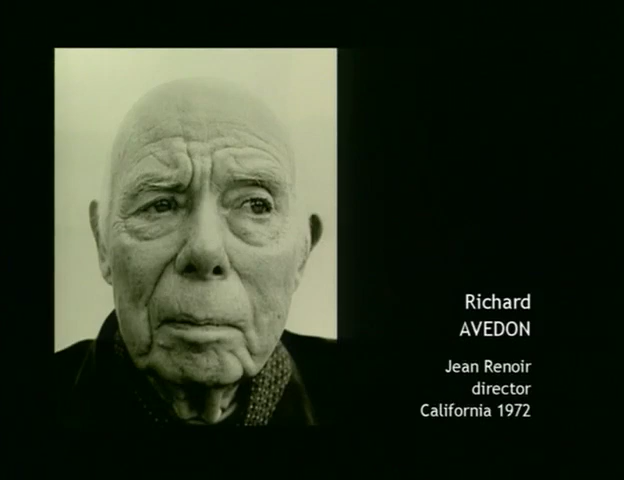 Richard
AVEDON
Jean Renoir
director
California 1972